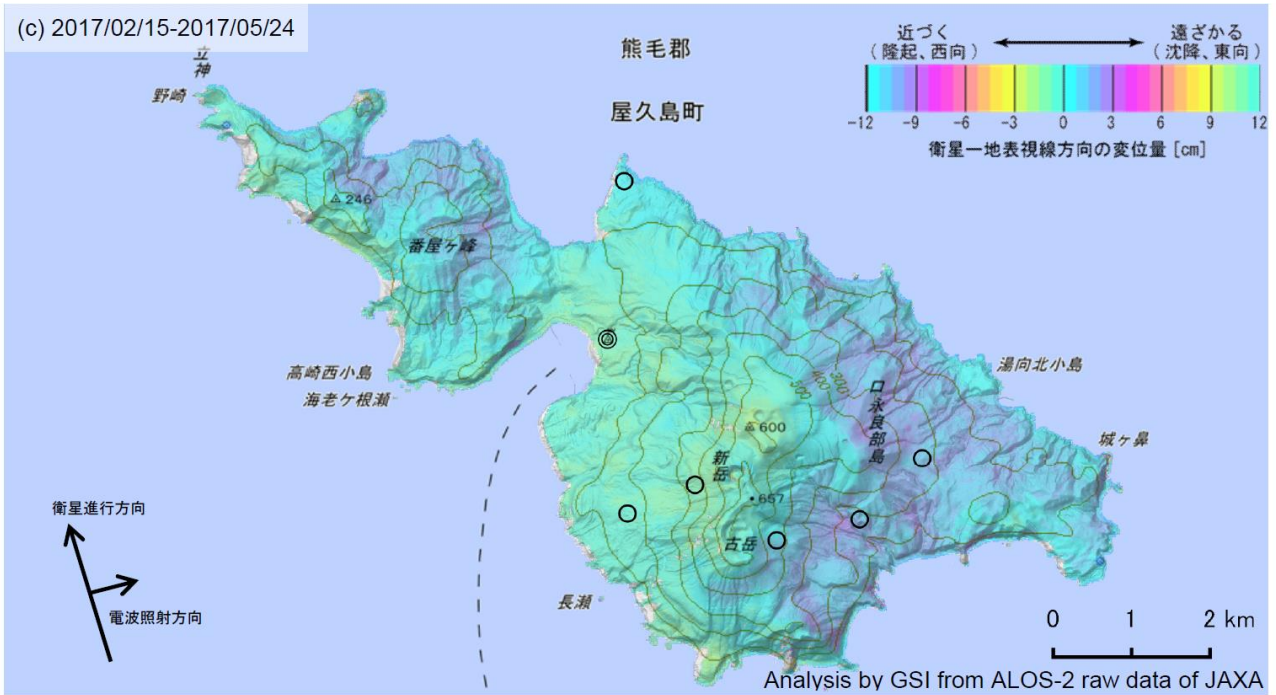 (c) 2017/02/15-2017/05/24
熊毛郡
屋久島町
近づく
(隆起、西向)
遠ざかる
(沈降、東向)
-12 -9 -6 -3 0 3 6 9 12
衛星ー地表視線方向の変位量 [cm]
立神
野崎
246
番屋ヶ峰
高崎西小島
海老ケ根瀬
湯向北小島
300
400
500
口永良部島
城ヶ鼻
600
新岳
657
古岳
長瀬
衛星進行方向
電波照射方向
0 1 2 km
Analysis by GSI from ALOS-2 raw data of JAXA